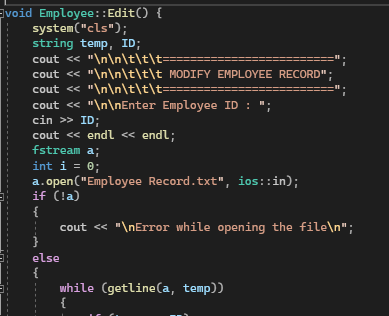 void Employee::Edit() {
system("cls");
string temp, ID;
cout << "\n\n\t\t\t=========================";
cout << "\n\n\t\t\t MODIFY EMPLOYEE RECORD";
cout << "\n\n\t\t\t=========================";
cout << "\n\nEnter Employee ID : ";
cin >> ID;
cout << endl << endl;
fstream a;
int i = 0;
a.open("Employee Record.txt", ios::in);
if (!a)
{
cout << "\nError while opening the file\n";
}
else
{
while (getline(a, temp))
{